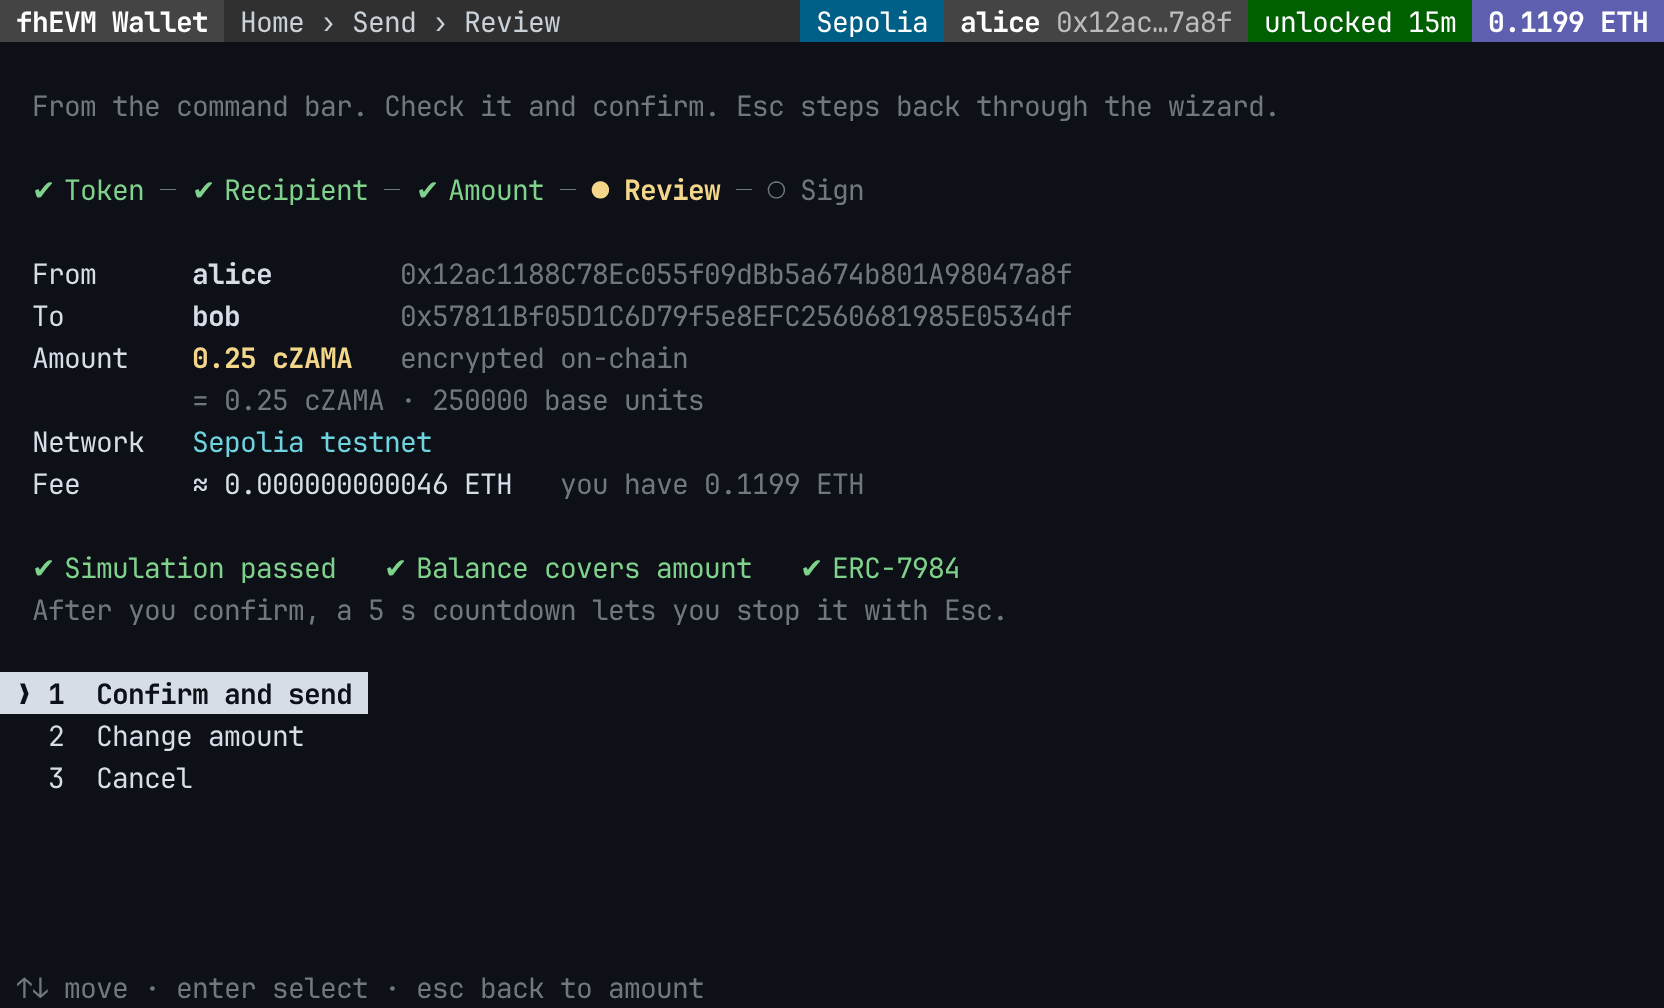 fhEVM Wallet Home › Send › Review Sepolia alice 0x12ac…7a8f unlocked 15m 0.1199 ETH
From the command bar. Check it and confirm. Esc steps back through the wizard.
✔ Token — ✔ Recipient — ✔ Amount — ● Review — ○ Sign
From alice 0x12ac1188C78Ec055f09dBb5a674b801A98047a8f
To bob 0x57811Bf05D1C6D79f5e8EFC2560681985E0534df
Amount 0.25 cZAMA encrypted on-chain
= 0.25 cZAMA · 250000 base units
Network Sepolia testnet
Fee ≈ 0.000000000046 ETH you have 0.1199 ETH
✔ Simulation passed ✔ Balance covers amount ✔ ERC-7984
After you confirm, a 5 s countdown lets you stop it with Esc.
❯ 1 Confirm and send
2 Change amount
3 Cancel
↑↓ move · enter select · esc back to amount